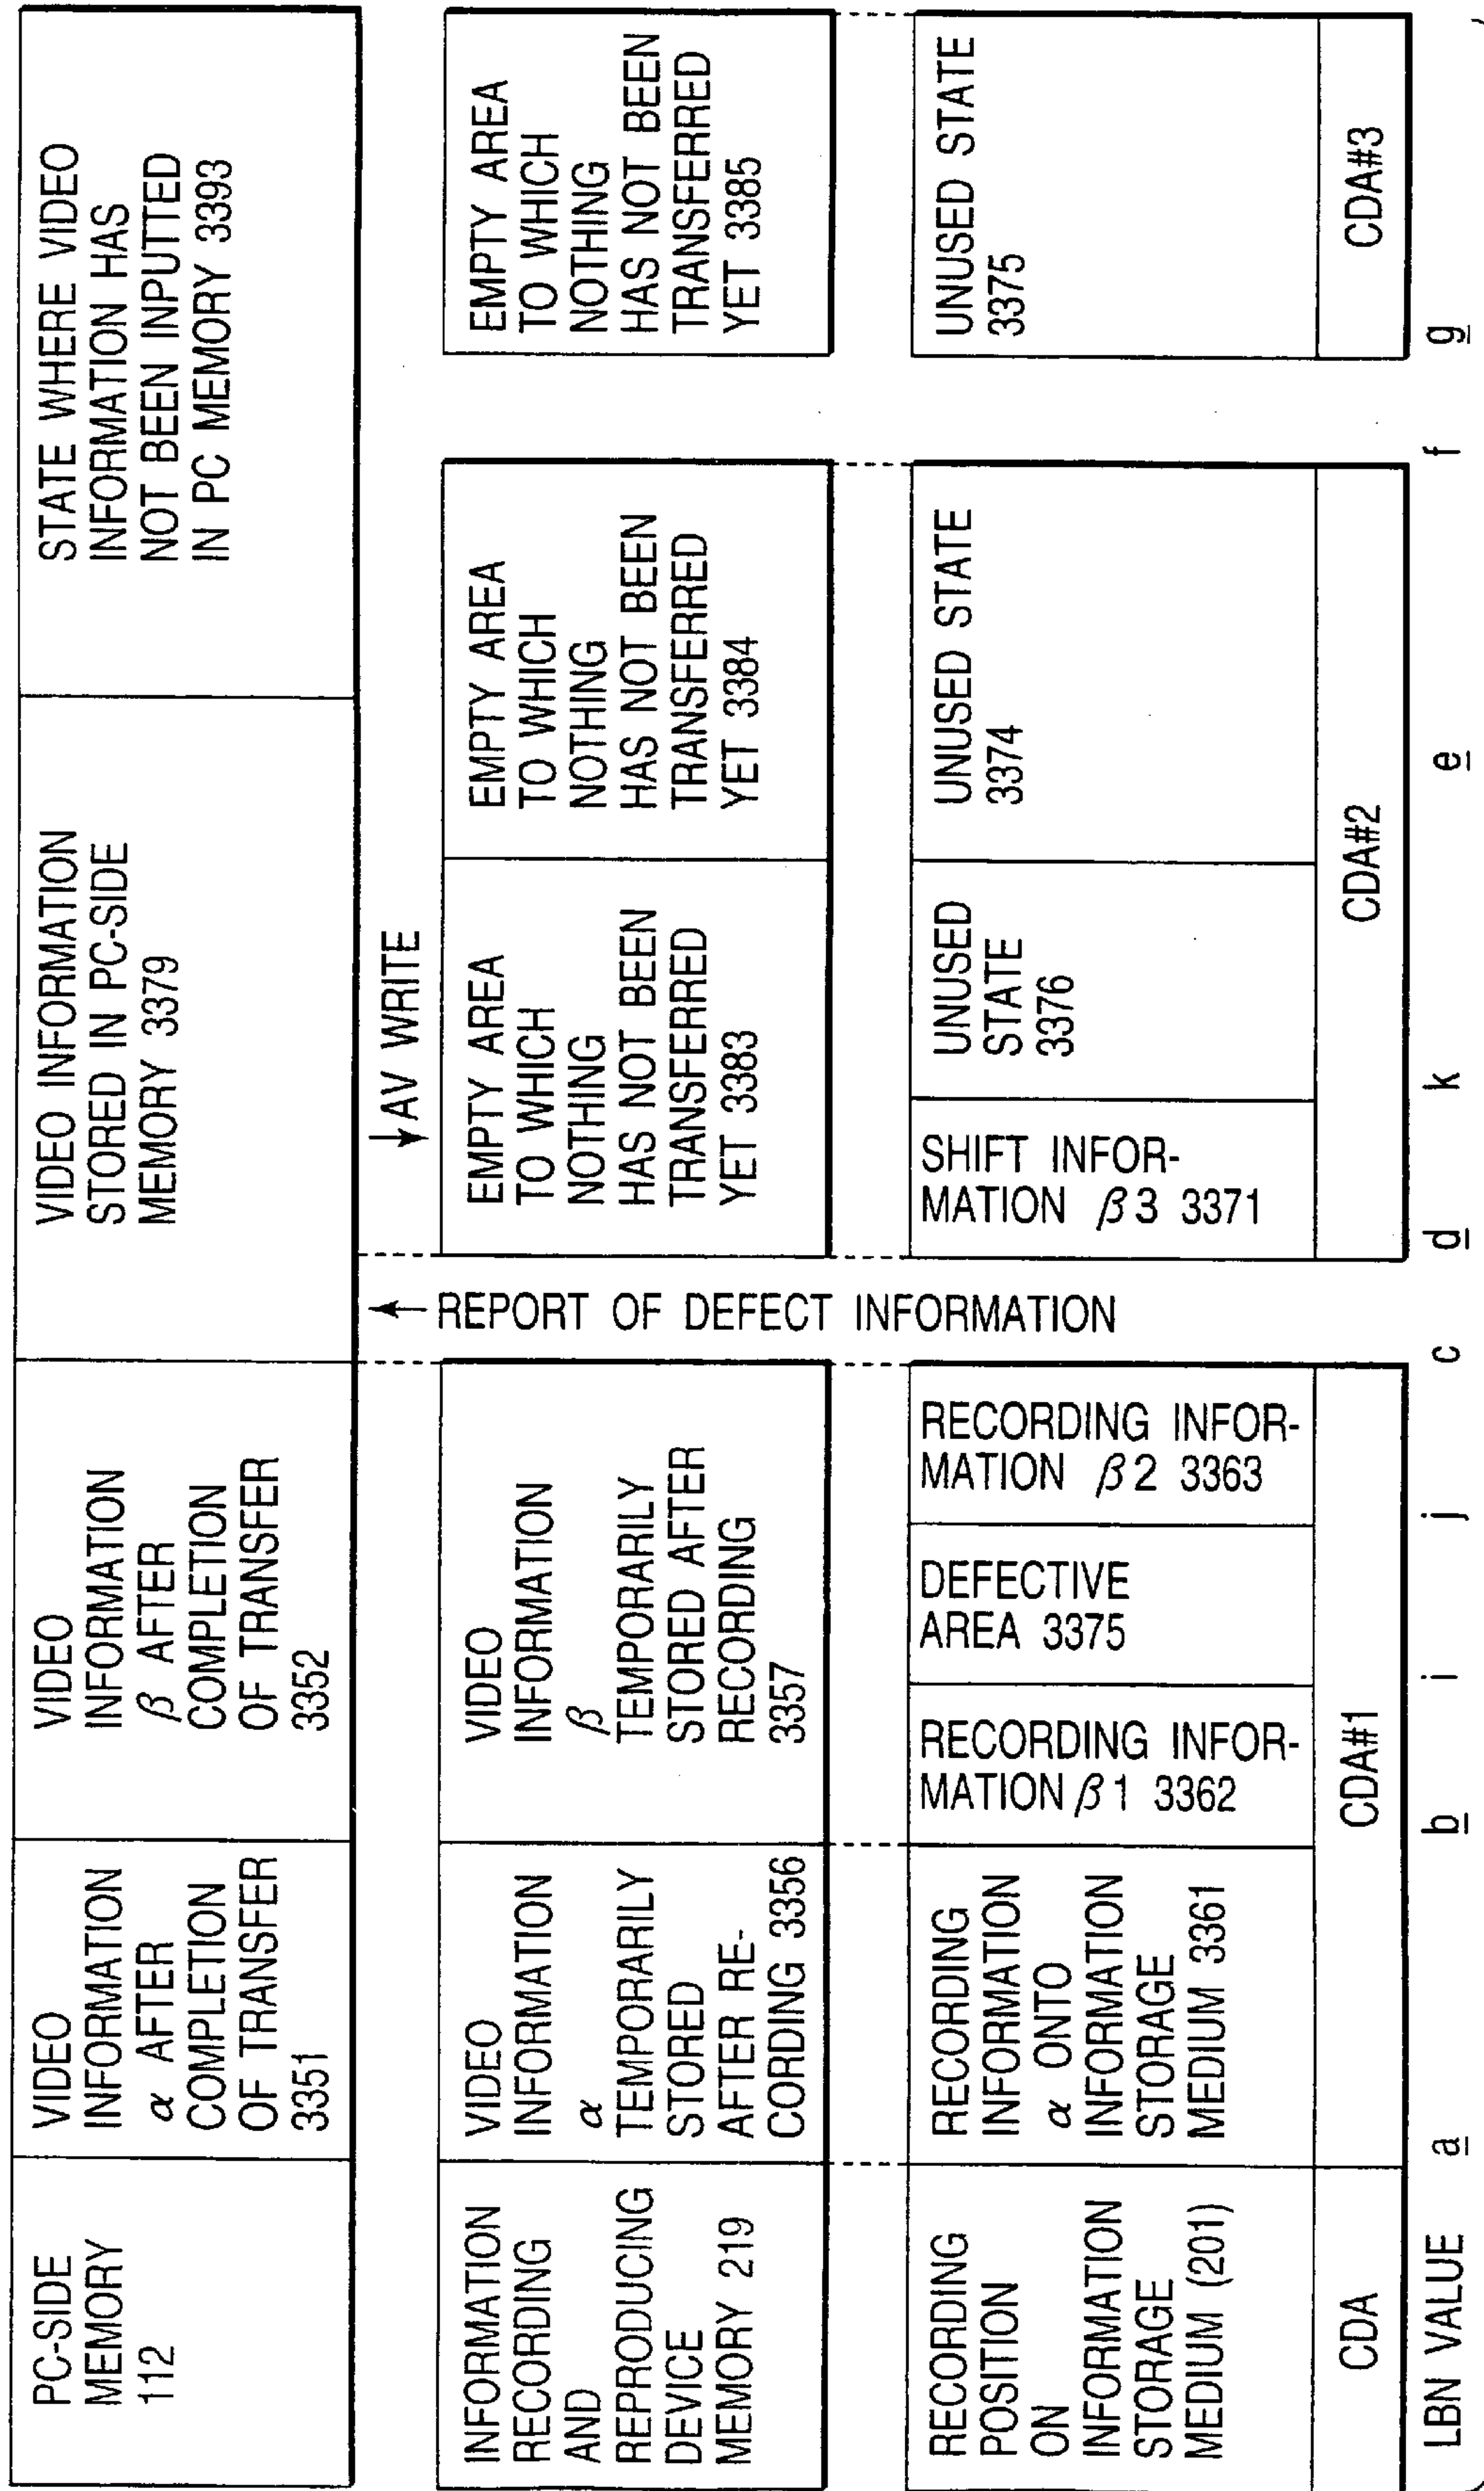 PC-SIDE
MEMORY
112
VIDEO
INFORMATION
α AFTER
COMPLETION
OF TRANSFER
3351
VIDEO
INFORMATION
β AFTER
COMPLETION
OF TRANSFER
3352
VIDEO INFORMATION
STORED IN PC-SIDE
MEMORY 3379
STATE WHERE VIDEO
INFORMATION HAS
NOT BEEN INPUTTED
IN PC MEMORY 3393
← REPORT OF DEFECT INFORMATION
↓ AV WRITE
INFORMATION
RECORDING
AND
REPRODUCING
DEVICE
MEMORY 219
VIDEO
INFORMATION
α
TEMPORARILY
STORED
AFTER RE-
CORDING 3356
VIDEO
INFORMATION
β
TEMPORARILY
STORED AFTER
RECORDING
3357
EMPTY AREA
TO WHICH
NOTHING
HAS NOT BEEN
TRANSFERRED
YET 3383
EMPTY AREA
TO WHICH
NOTHING
HAS NOT BEEN
TRANSFERRED
YET 3384
EMPTY AREA
TO WHICH
NOTHING
HAS NOT BEEN
TRANSFERRED
YET 3385
RECORDING
POSITION
ON
INFORMATION
STORAGE
MEDIUM (201)
RECORDING
INFORMATION
α ONTO
INFORMATION
STORAGE
MEDIUM 3361
RECORDING INFOR-
MATION β1 3362
DEFECTIVE
AREA 3375
RECORDING INFOR-
MATION β2 3363
SHIFT INFOR-
MATION β3 3371
UNUSED
STATE
3376
UNUSED STATE
3374
UNUSED STATE
3375
CDA CDA#1 CDA#2 CDA#3
LBN VALUE a b i j c d k e f g